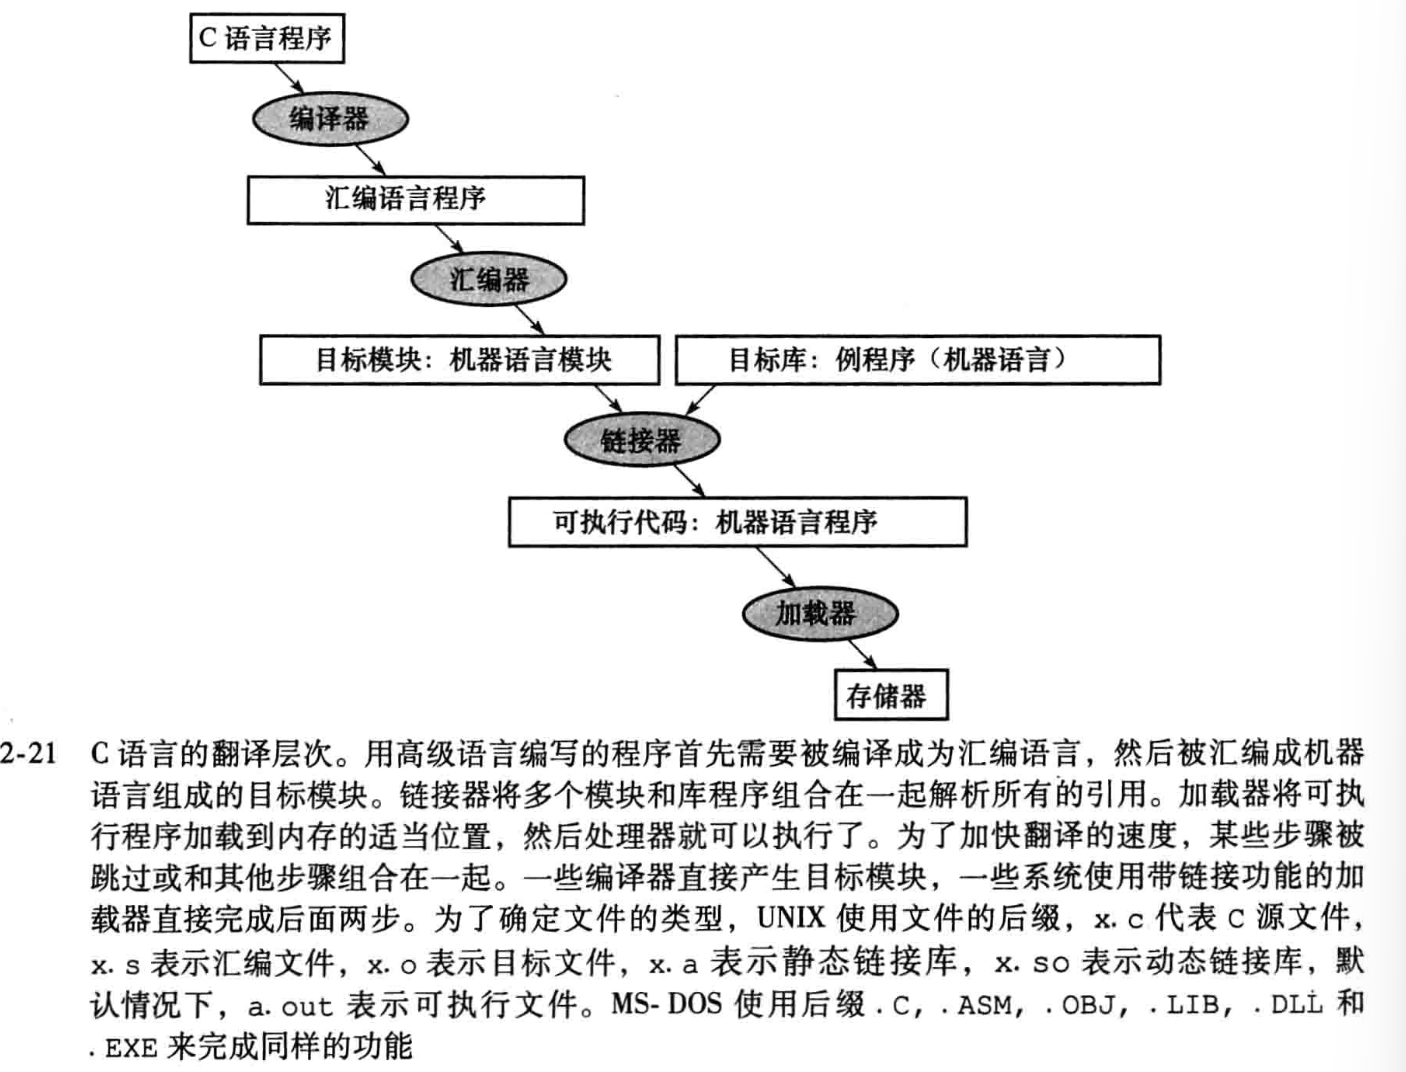 C 语言程序
编译器
汇编语言程序
汇编器
目标模块：机器语言模块
目标库：例程序（机器语言）
链接器
可执行代码：机器语言程序
加载器
存储器
2-21 C 语言的翻译层次。用高级语言编写的程序首先需要被编译成为汇编语言，然后被汇编成机器
语言组成的目标模块。链接器将多个模块和库程序组合在一起解析所有的引用。加载器将可执
行程序加载到内存的适当位置，然后处理器就可以执行了。为了加快翻译的速度，某些步骤被
跳过或和其他步骤组合在一起。一些编译器直接产生目标模块，一些系统使用带链接功能的加
载器直接完成后面两步。为了确定文件的类型，UNIX 使用文件的后缀，x.c 代表 C 源文件，
x.s 表示汇编文件，x.o 表示目标文件，x.a 表示静态链接库，x.so 表示动态链接库，默
认情况下，a.out 表示可执行文件。MS-DOS 使用后缀 .C, .ASM, .OBJ, .LIB, .DLL 和
.EXE 来完成同样的功能